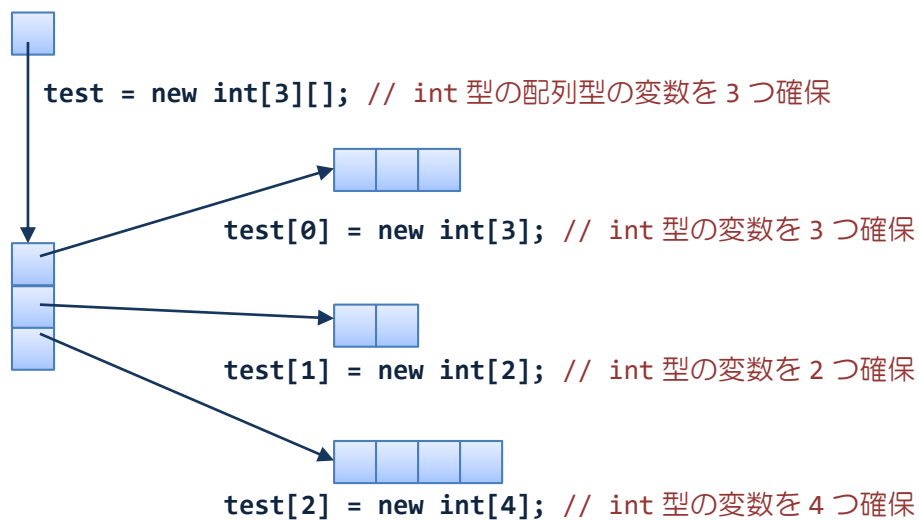 test = new int[3][]; // int 型の配列型の変数を 3 つ確保
test[0] = new int[3]; // int 型の変数を 3 つ確保
test[1] = new int[2]; // int 型の変数を 2 つ確保
test[2] = new int[4]; // int 型の変数を 4 つ確保